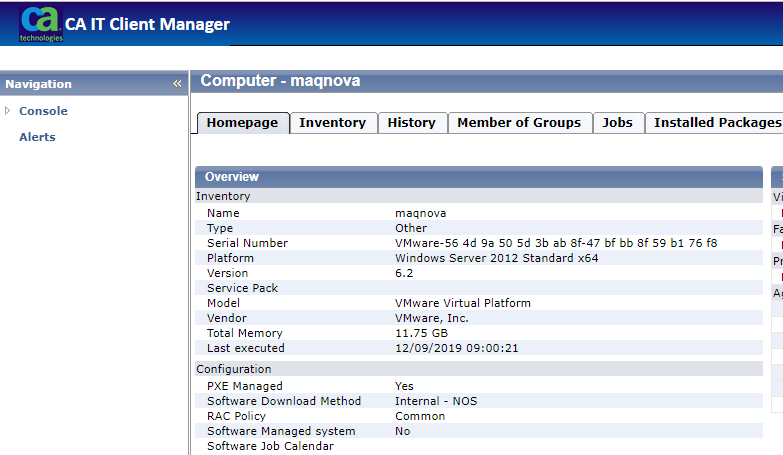 ca
technologies
CA IT Client Manager
Navigation «
Console
Alerts
Computer - maqnova
Homepage Inventory History Member of Groups Jobs Installed Packages
Overview
Inventory
Name maqnova
Type Other
Serial Number VMware-56 4d 9a 50 5d 3b ab 8f-47 bf bb 8f 59 b1 76 f8
Platform Windows Server 2012 Standard x64
Version 6.2
Service Pack
Model VMware Virtual Platform
Vendor VMware, Inc.
Total Memory 11.75 GB
Last executed 12/09/2019 09:00:21
Configuration
PXE Managed Yes
Software Download Method Internal - NOS
RAC Policy Common
Software Managed system No
Software Job Calendar